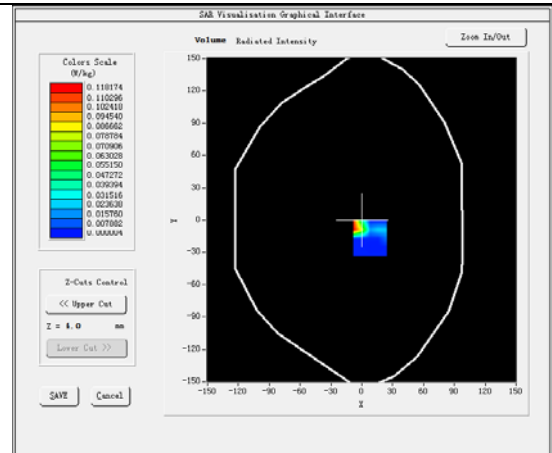 SAR Visualisation Graphical Interface
Volume Radiated Intensity
Zoom In/Out
Colors Scale
(W/kg)
0.118174
0.110296
0.102418
0.094540
0.086662
0.078784
0.070906
0.063028
0.055150
0.047272
0.039394
0.031516
0.023638
0.015760
0.007882
0.000004
Z-Cuts Control
<< Upper Cut
Z = 4.0 mm
Lower Cut >>
SAVE
Cancel
150
120
90
60
30
0
-30
-60
-90
-120
-150
Y
-150 -120 -90 -60 -30 0 30 60 90 120 150
X